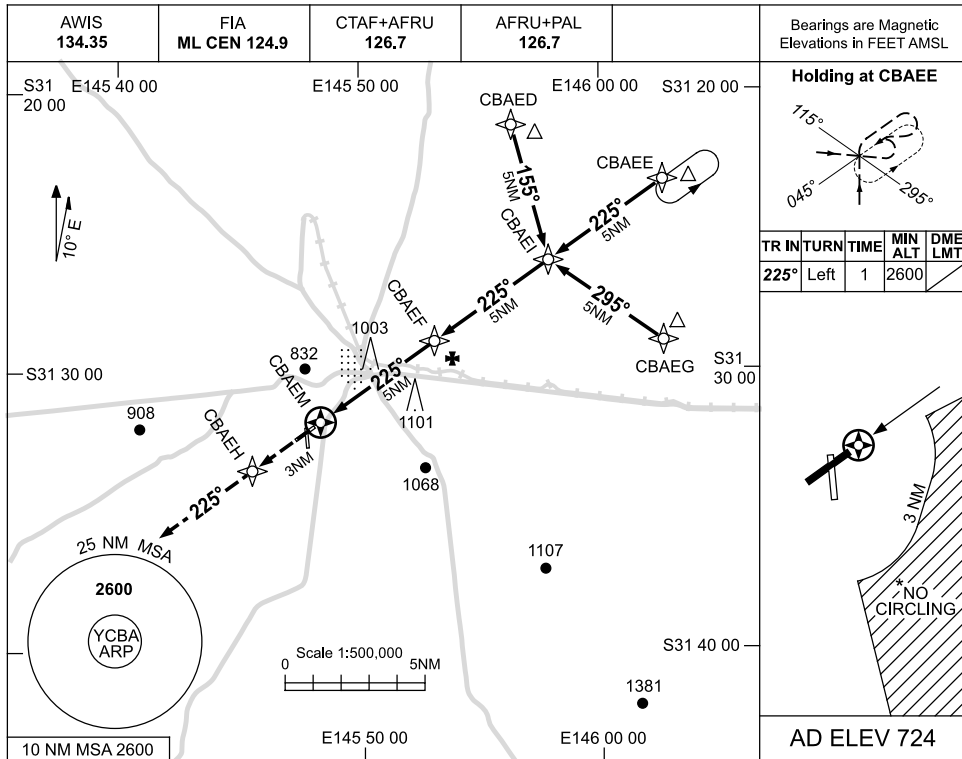 AWIS
134.35
FIA
ML CEN 124.9
CTAF+AFRU
126.7
AFRU+PAL
126.7
Bearings are Magnetic
Elevations in FEET AMSL
S31
20 00
E145 40 00
E145 50 00
E146 00 00
S31 20 00
CBAED
CBAEE
155°
5NM
225°
5NM
CBAEI
10° E
225°
5NM
295°
5NM
CBAEF
CBAEG
1003
832
S31
30 00
S31 30 00
CBAEM
225°
5NM
908
1101
CBAEH
3NM
1068
225°
25 NM MSA
2600
YCBA
ARP
1107
Scale 1:500,000
0
5NM
S31 40 00
1381
E145 50 00
E146 00 00
10 NM MSA 2600
Holding at CBAEE
115°
045°
295°
TR IN
TURN
TIME
MIN
ALT
DME
LMT
225°
Left
1
2600
3 NM
*NO
CIRCLING
AD ELEV 724